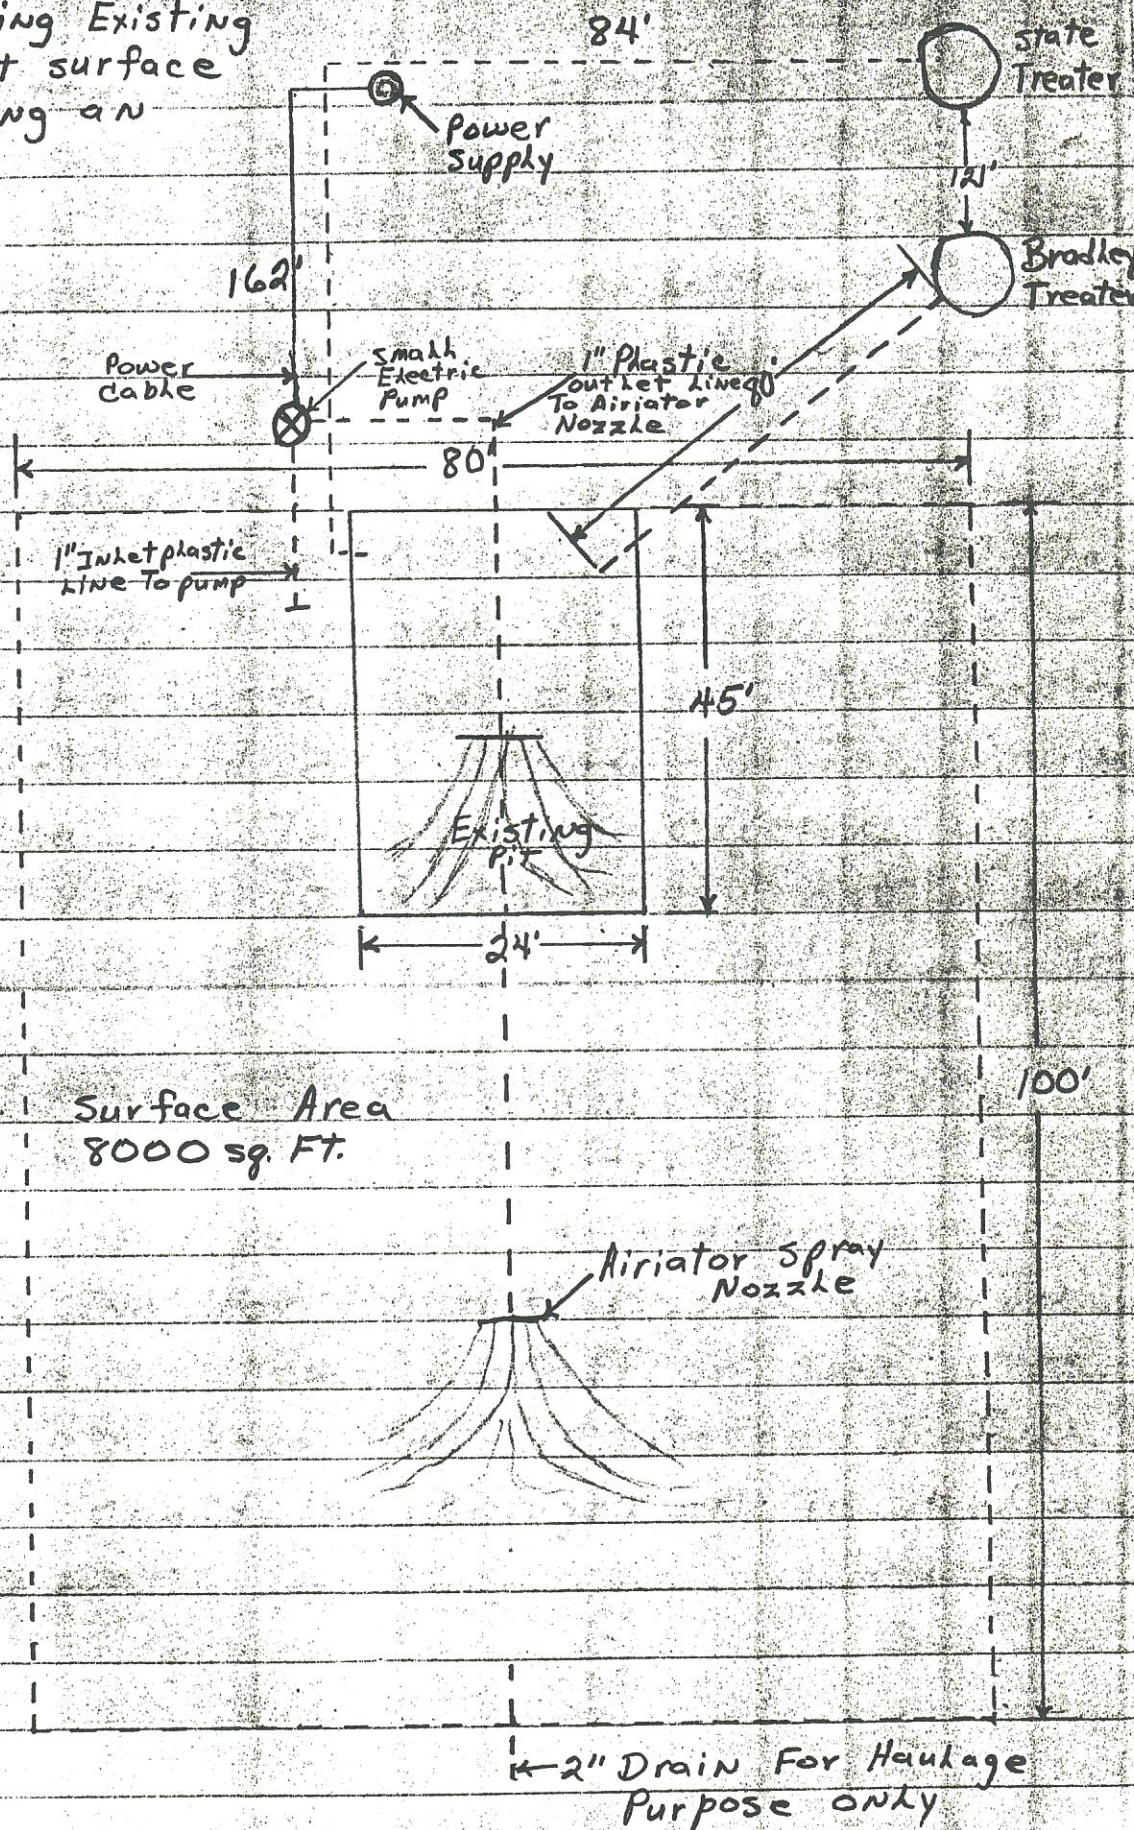 ing Existing
t surface
ng an
84'
State
Treater
Power
Supply
121'
Bradley
Treater
162'
Power
Cable
Small
Electric
Pump
1" Plastic
outlet Line
To Airiator
Nozzle
90'
80'
1" Inlet plastic
Line To pump
45'
Existing
Pit
24'
100'
Surface Area
8000 sq. Ft.
Airiator Spray
Nozzle
2" Drain For Haulage
Purpose only